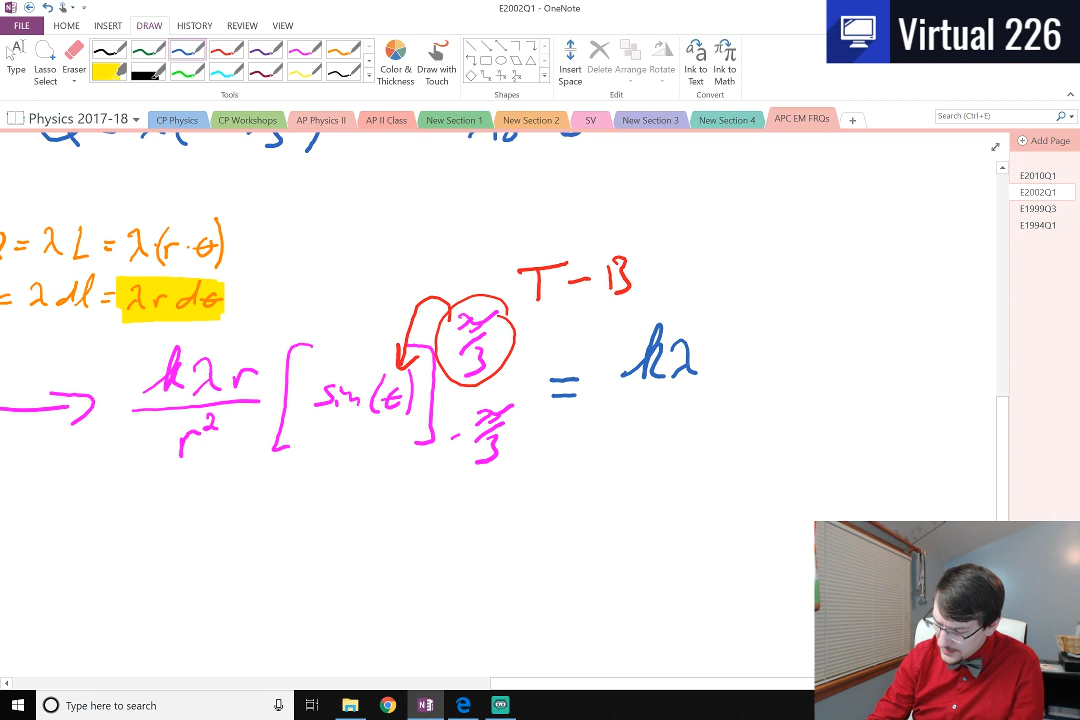 E2002Q1 - OneNote
Virtual 226
FILE HOME INSERT DRAW HISTORY REVIEW VIEW
Type Lasso Select Eraser
Color & Thickness Draw with Touch
Insert Space Delete Arrange Rotate
Ink to Text Ink to Math
Tools Shapes Edit Convert
Physics 2017-18 CP Physics CP Workshops AP Physics II AP II Class New Section 1 New Section 2 SV New Section 3 New Section 4 APC EM FRQs
Search (Ctrl+E)
Add Page
E2010Q1
E2002Q1
E1999Q3
E1994Q1
= λ L = λ(r · θ)
= λ dl = λ r dθ
T - B
→ kλr / r² [ sin(θ) ] π/3 - π/3 = kλ
Type here to search